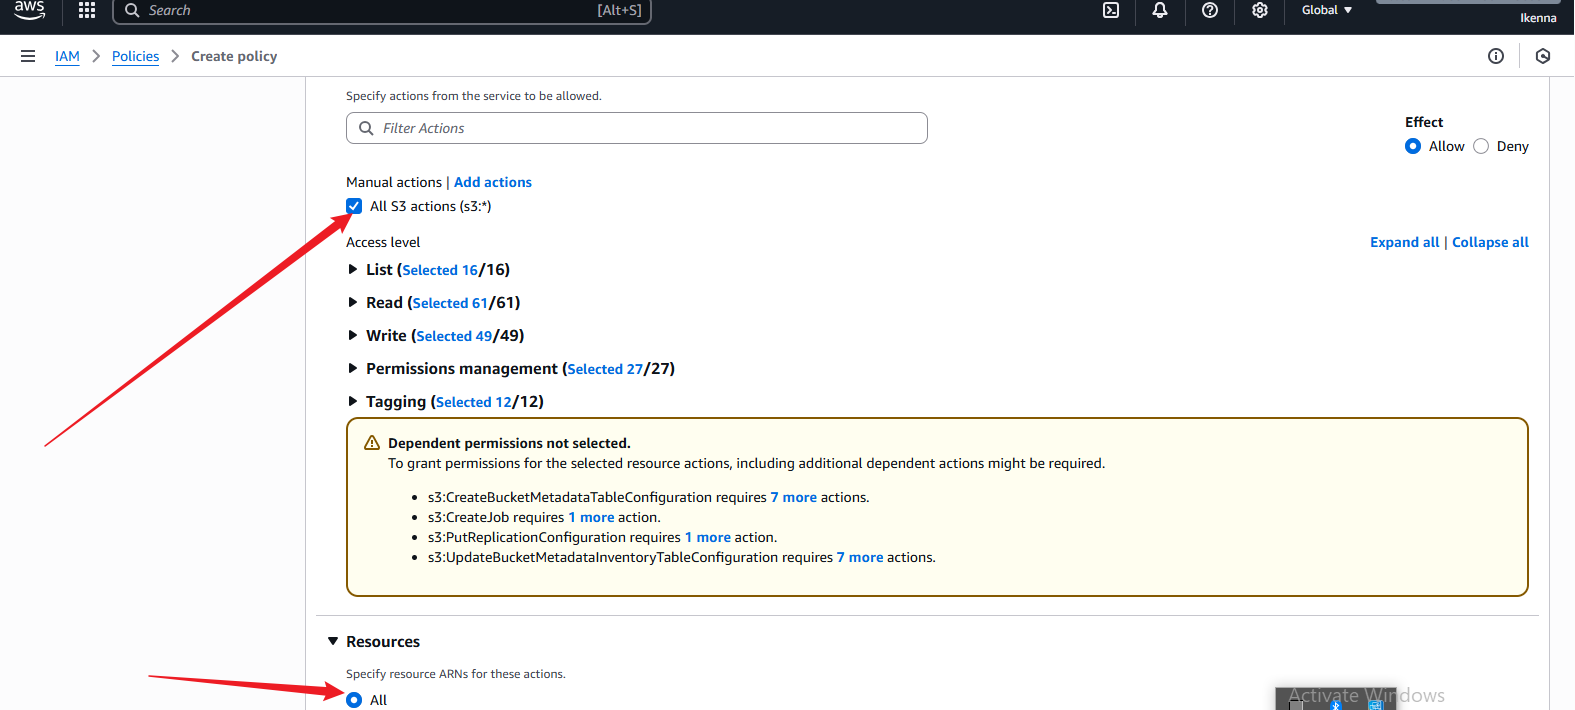 aws
Search [Alt+S]
Global
Ikenna
IAM Policies Create policy
Specify actions from the service to be allowed.
Filter Actions
Effect
Allow Deny
Manual actions | Add actions
All S3 actions (s3:*)
Access level
Expand all | Collapse all
List (Selected 16/16)
Read (Selected 61/61)
Write (Selected 49/49)
Permissions management (Selected 27/27)
Tagging (Selected 12/12)
Dependent permissions not selected.
To grant permissions for the selected resource actions, including additional dependent actions might be required.
s3:CreateBucketMetadataTableConfiguration requires 7 more actions.
s3:CreateJob requires 1 more action.
s3:PutReplicationConfiguration requires 1 more action.
s3:UpdateBucketMetadataInventoryTableConfiguration requires 7 more actions.
Resources
Specify resource ARNs for these actions.
All
Activate Windows